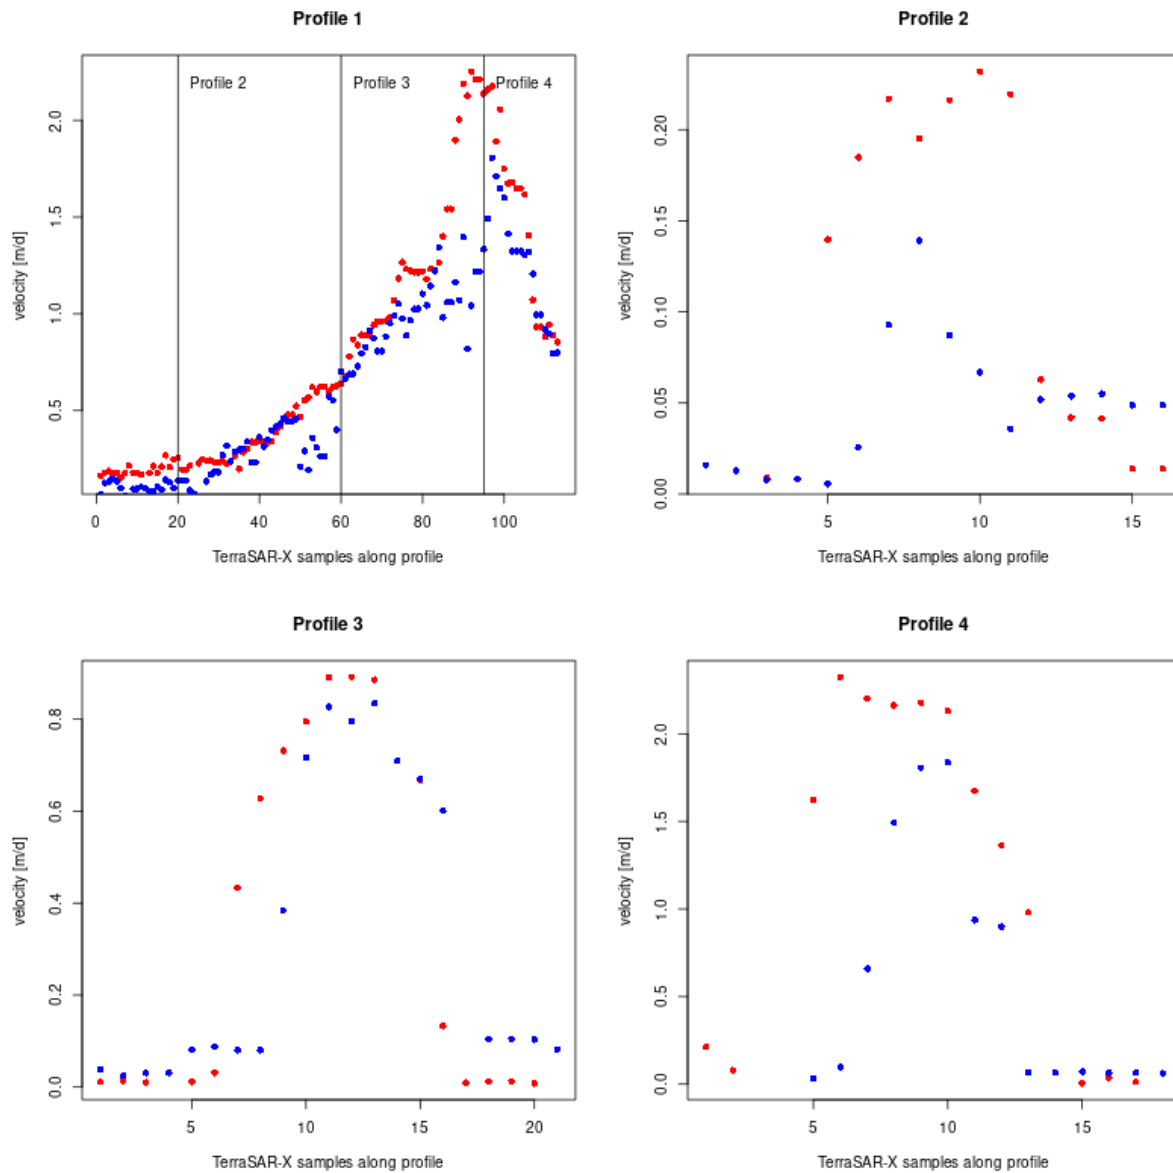 Profile 1
Profile 2 Profile 3 Profile 4
velocity [m/d]
0.5 1.0 1.5 2.0
0 20 40 60 80 100
TerraSAR-X samples along profile
Profile 2
velocity [m/d]
0.00 0.05 0.10 0.15 0.20
5 10 15
TerraSAR-X samples along profile
Profile 3
velocity [m/d]
0.0 0.2 0.4 0.6 0.8
5 10 15 20
TerraSAR-X samples along profile
Profile 4
velocity [m/d]
0.0 0.5 1.0 1.5 2.0
5 10 15
TerraSAR-X samples along profile